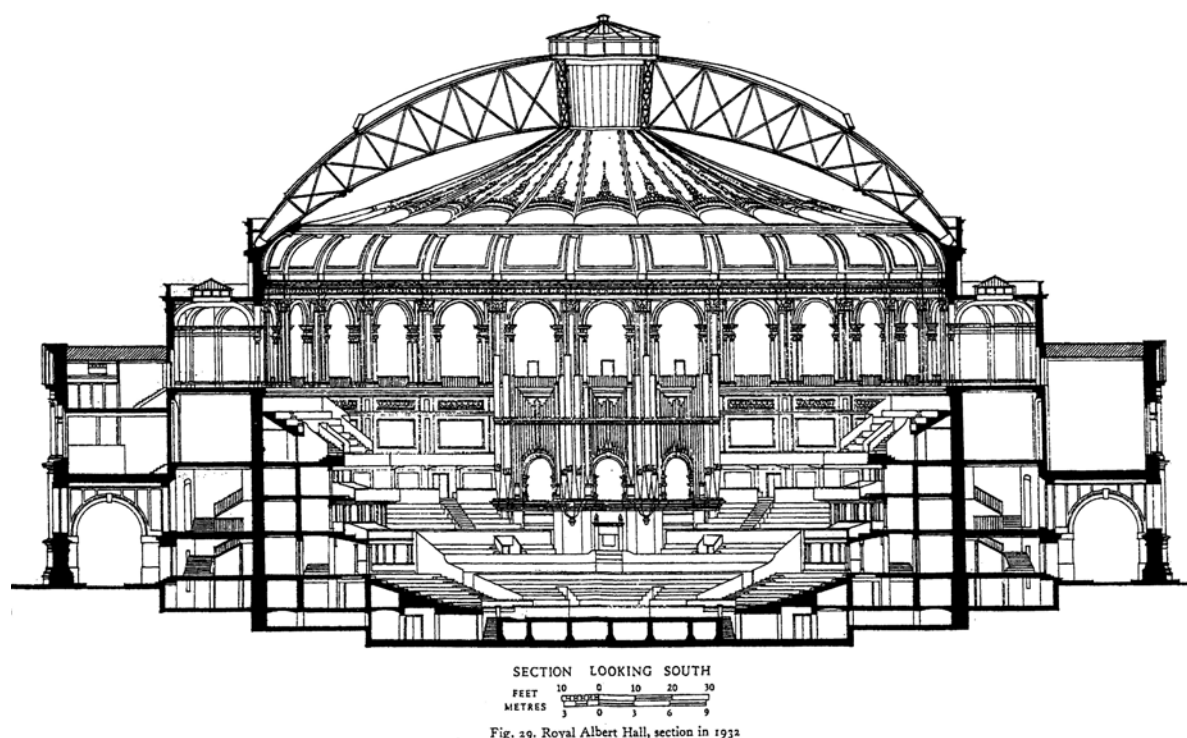 SECTION LOOKING SOUTH
FEET 10 0 10 20 30
METRES 3 0 3 6 9
Fig. 29. Royal Albert Hall, section in 1932